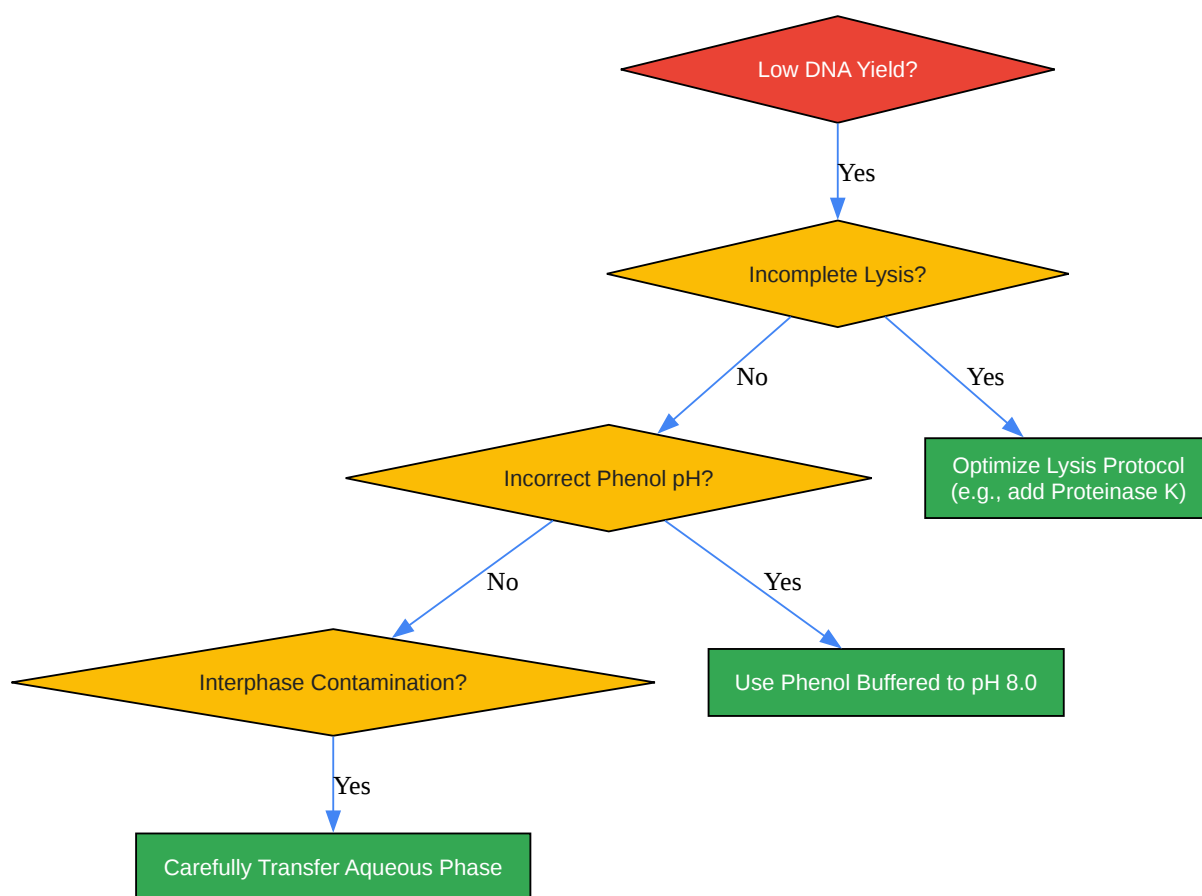 Low DNA Yield?
Yes
Incomplete Lysis?
No
Yes
Incorrect Phenol pH?
Optimize Lysis Protocol
(e.g., add Proteinase K)
No
Yes
Interphase Contamination?
Use Phenol Buffered to pH 8.0
Yes
Carefully Transfer Aqueous Phase